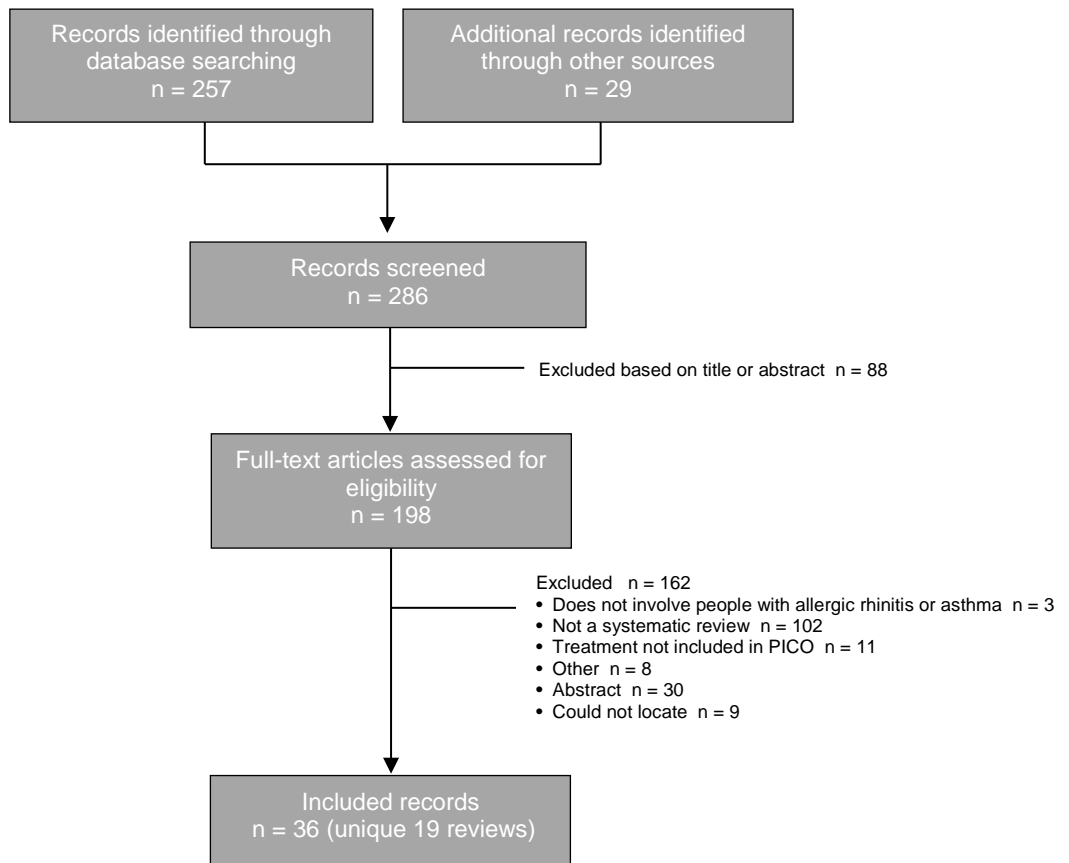 Records identified through
database searching
n = 257
Additional records identified
through other sources
n = 29
Records screened
n = 286
Excluded based on title or abstract n = 88
Full-text articles assessed for
eligibility
n = 198
Excluded n = 162
• Does not involve people with allergic rhinitis or asthma n = 3
• Not a systematic review n = 102
• Treatment not included in PICO n = 11
• Other n = 8
• Abstract n = 30
• Could not locate n = 9
Included records
n = 36 (unique 19 reviews)